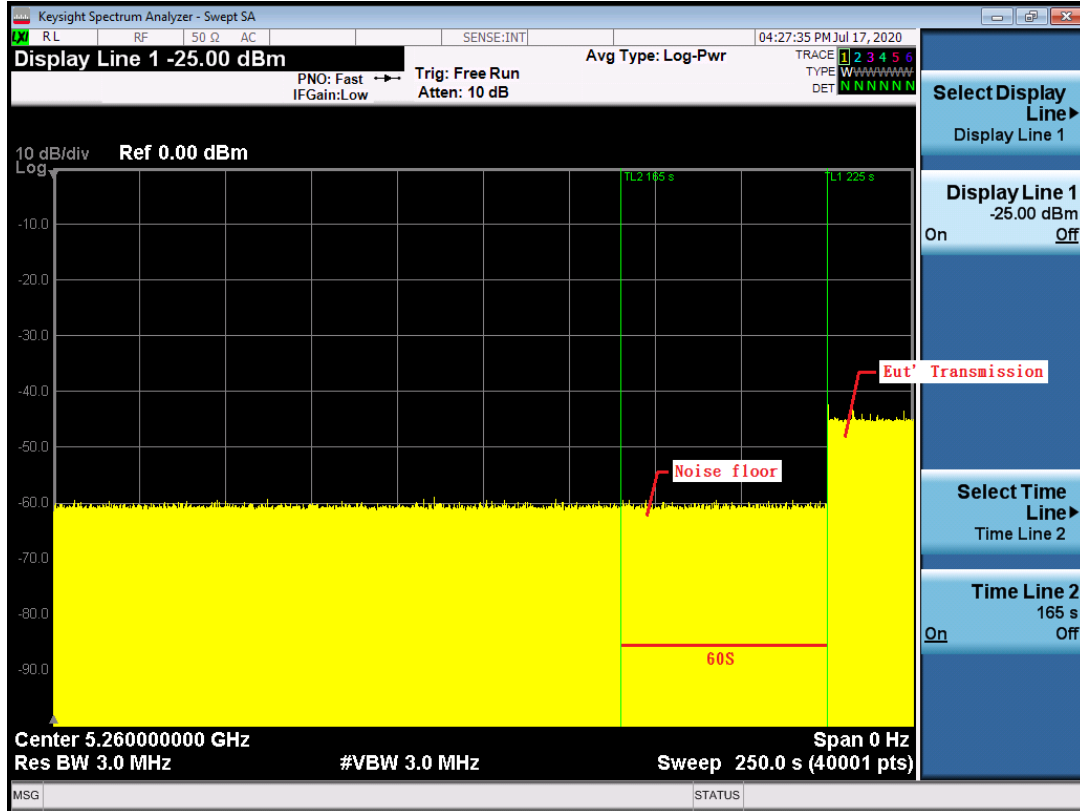 Keysight Spectrum Analyzer - Swept SA
LXI RL RF 50 Ω AC SENSE:INT 04:27:35 PM Jul 17, 2020
Display Line 1 -25.00 dBm
Avg Type: Log-Pwr
TRACE 1 2 3 4 5 6
PNO: Fast Trig: Free Run
TYPE WWWWWW
IFGain:Low Atten: 10 dB
DET N N N N N N
10 dB/div Ref 0.00 dBm
Log
TL2 165 s TL1 225 s
-10.0
-20.0
-30.0
-40.0
-50.0
-60.0
-70.0
-80.0
-90.0
Eut' Transmission
Noise floor
60S
Center 5.260000000 GHz Span 0 Hz
Res BW 3.0 MHz #VBW 3.0 MHz Sweep 250.0 s (40001 pts)
MSG STATUS
Select Display
Line
Display Line 1
Display Line 1
-25.00 dBm
On Off
Select Time
Line
Time Line 2
Time Line 2
165 s
On Off